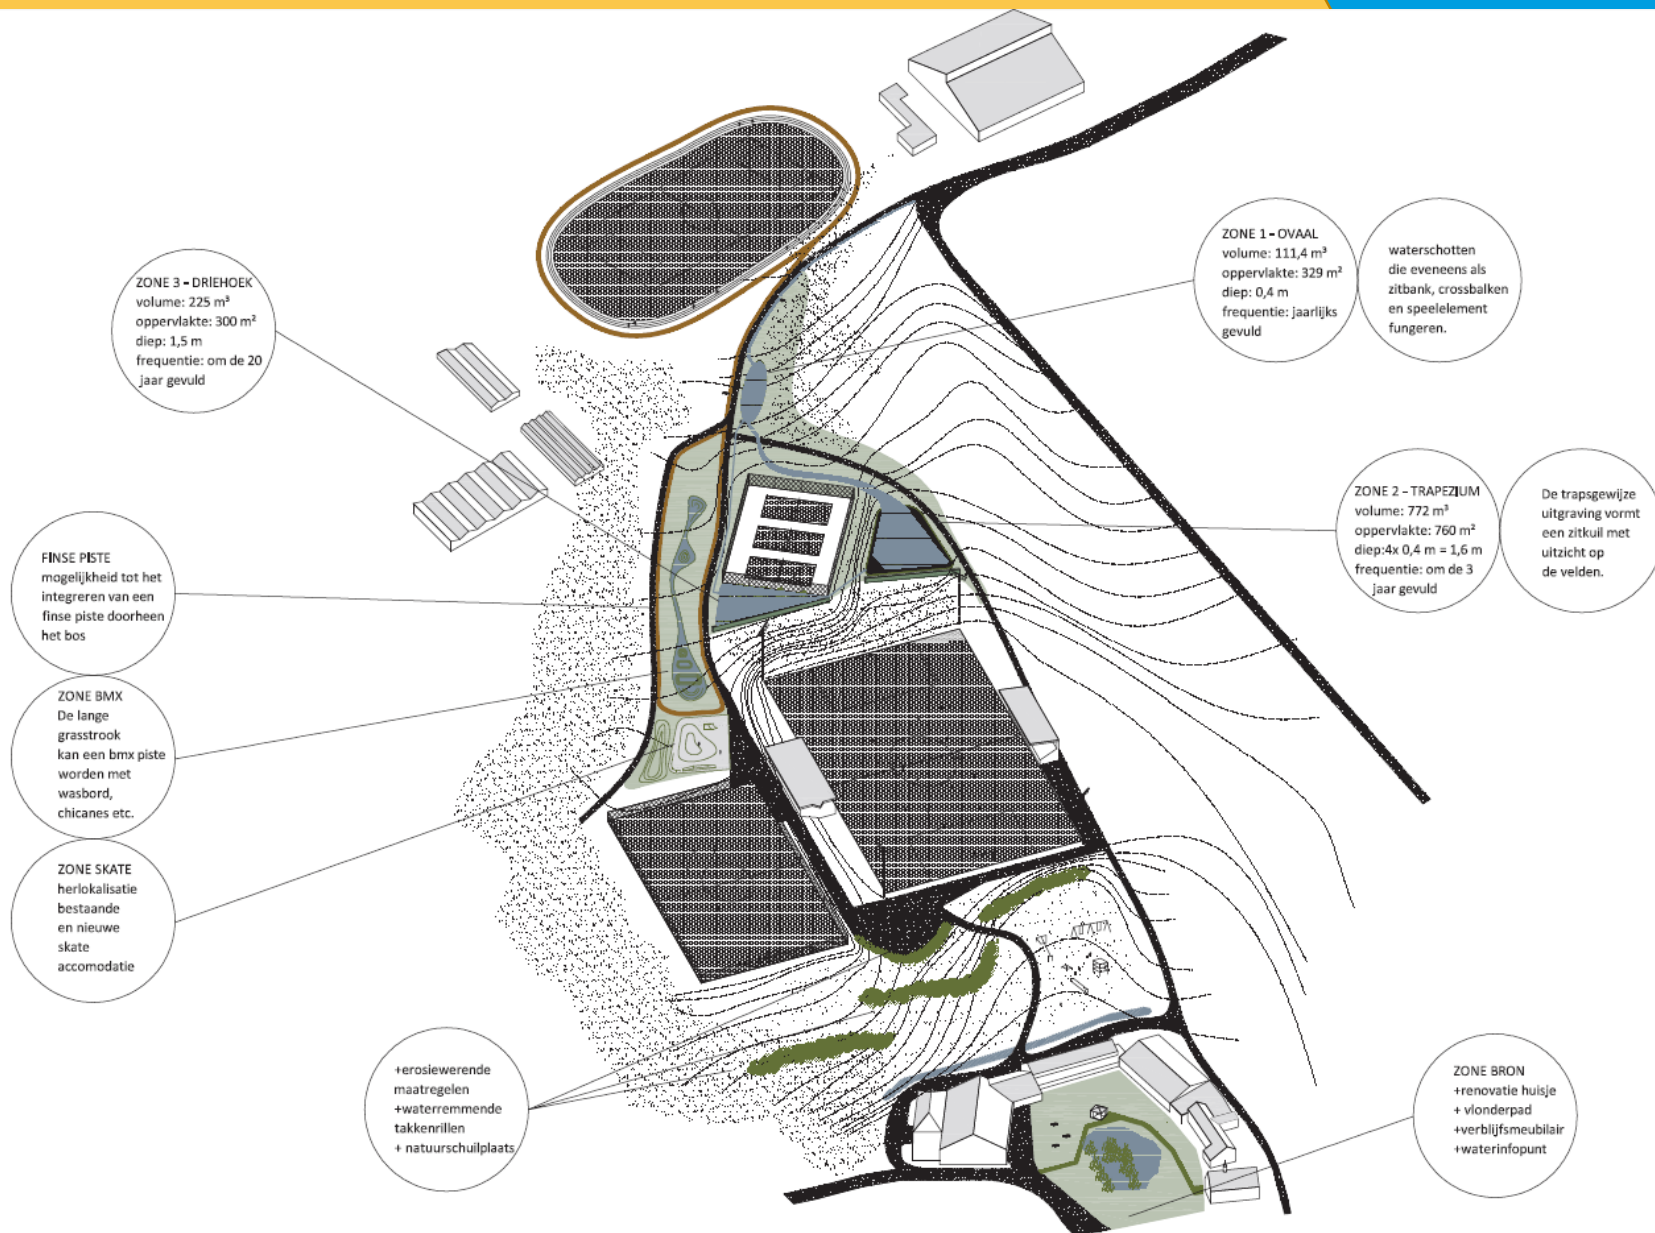 ZONE 1 - OVAAL
volume: 111,4 m³
oppervlakte: 329 m²
diep: 0,4 m
frequentie: jaarlijks
gevuld
waterschotten
die eveneens als
zitbank, crossbalken
en speelelement
fungeren.
ZONE 3 - DRIEHOEK
volume: 225 m³
oppervlakte: 300 m²
diep: 1,5 m
frequentie: om de 20
jaar gevuld
ZONE 2 - TRAPEZIUM
volume: 772 m³
oppervlakte: 760 m²
diep:4x 0,4 m = 1,6 m
frequentie: om de 3
jaar gevuld
De trapsgewijze
uitgraving vormt
een zitkuil met
uitzicht op
de velden.
FINSE PISTE
mogelijkheid tot het
integreren van een
finse piste doorheen
het bos
ZONE BMX
De lange
grasstrook
kan een bmx piste
worden met
wasbord,
chicanes etc.
ZONE SKATE
herlokalisatie
bestaande
en nieuwe
skate
accomodatie
+erosiewerende
maatregelen
+waterremmende
takkenrillen
+ natuurschuilplaats
ZONE BRON
+renovatie huisje
+ vlonderpad
+verblijfsmeubilair
+waterinfopunt